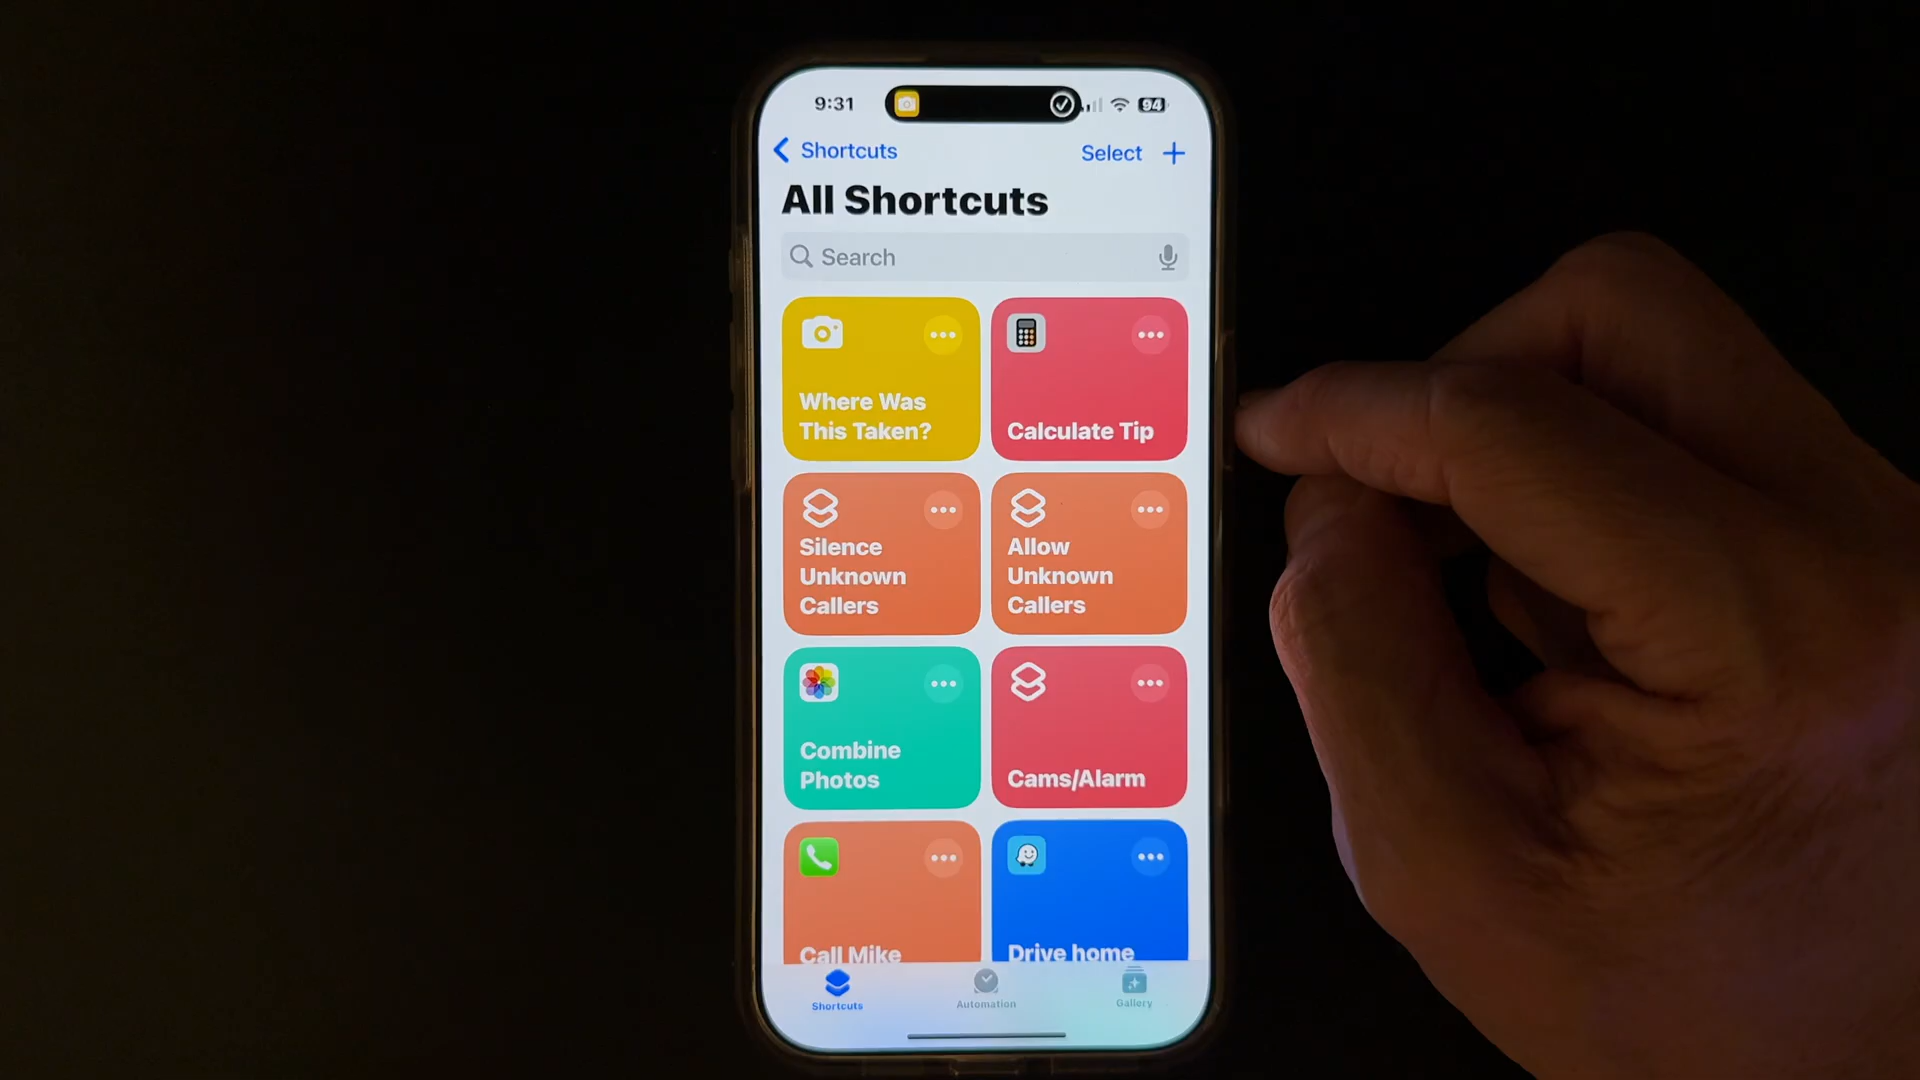 9:31
94
Shortcuts
Select
All Shortcuts
Search
Where Was
This Taken?
Calculate Tip
Silence
Unknown
Callers
Allow
Unknown
Callers
Combine
Photos
Cams/Alarm
Call Mike
Drive home
Shortcuts
Automation
Gallery